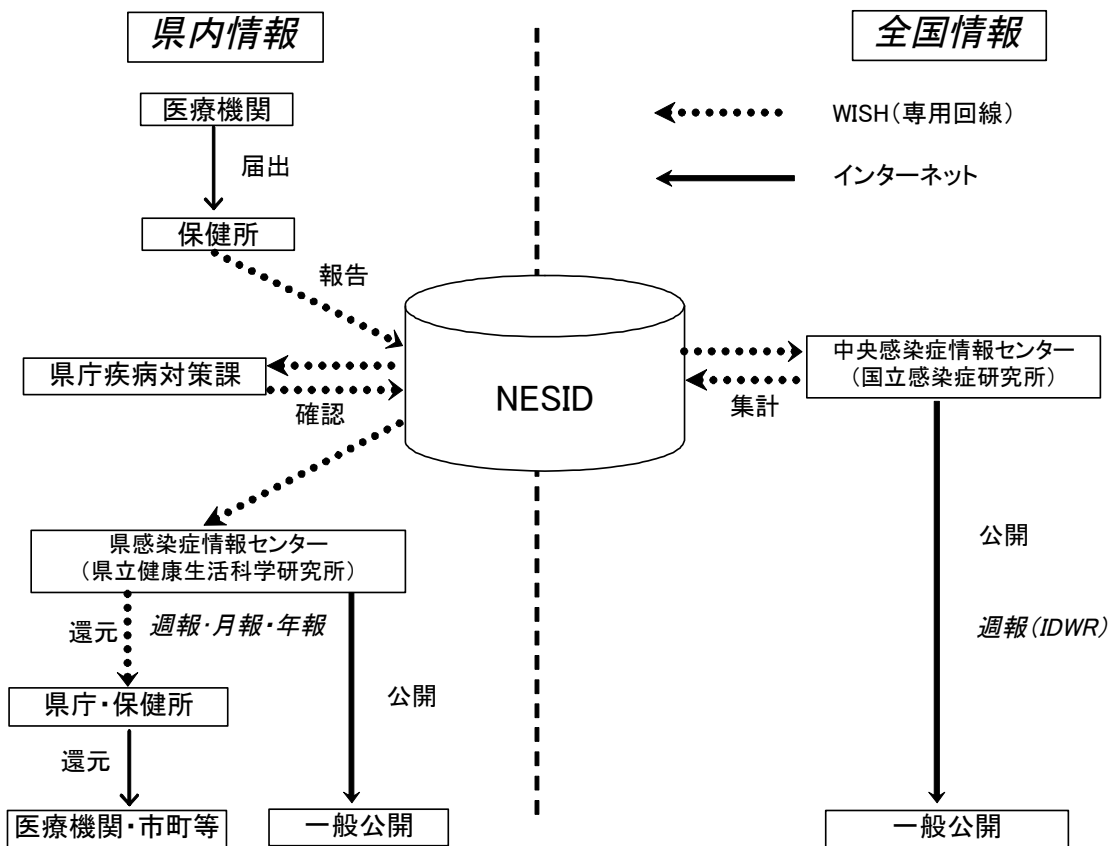 県内情報
全国情報
医療機関
WISH(専用回線)
届出
インターネット
保健所
報告
県庁疾病対策課
確認
NESID
中央感染症情報センター
(国立感染症研究所)
集計
県感染症情報センター
(県立健康生活科学研究所)
公開
還元
週報・月報・年報
週報(IDWR)
県庁・保健所
公開
還元
医療機関・市町等
一般公開
一般公開